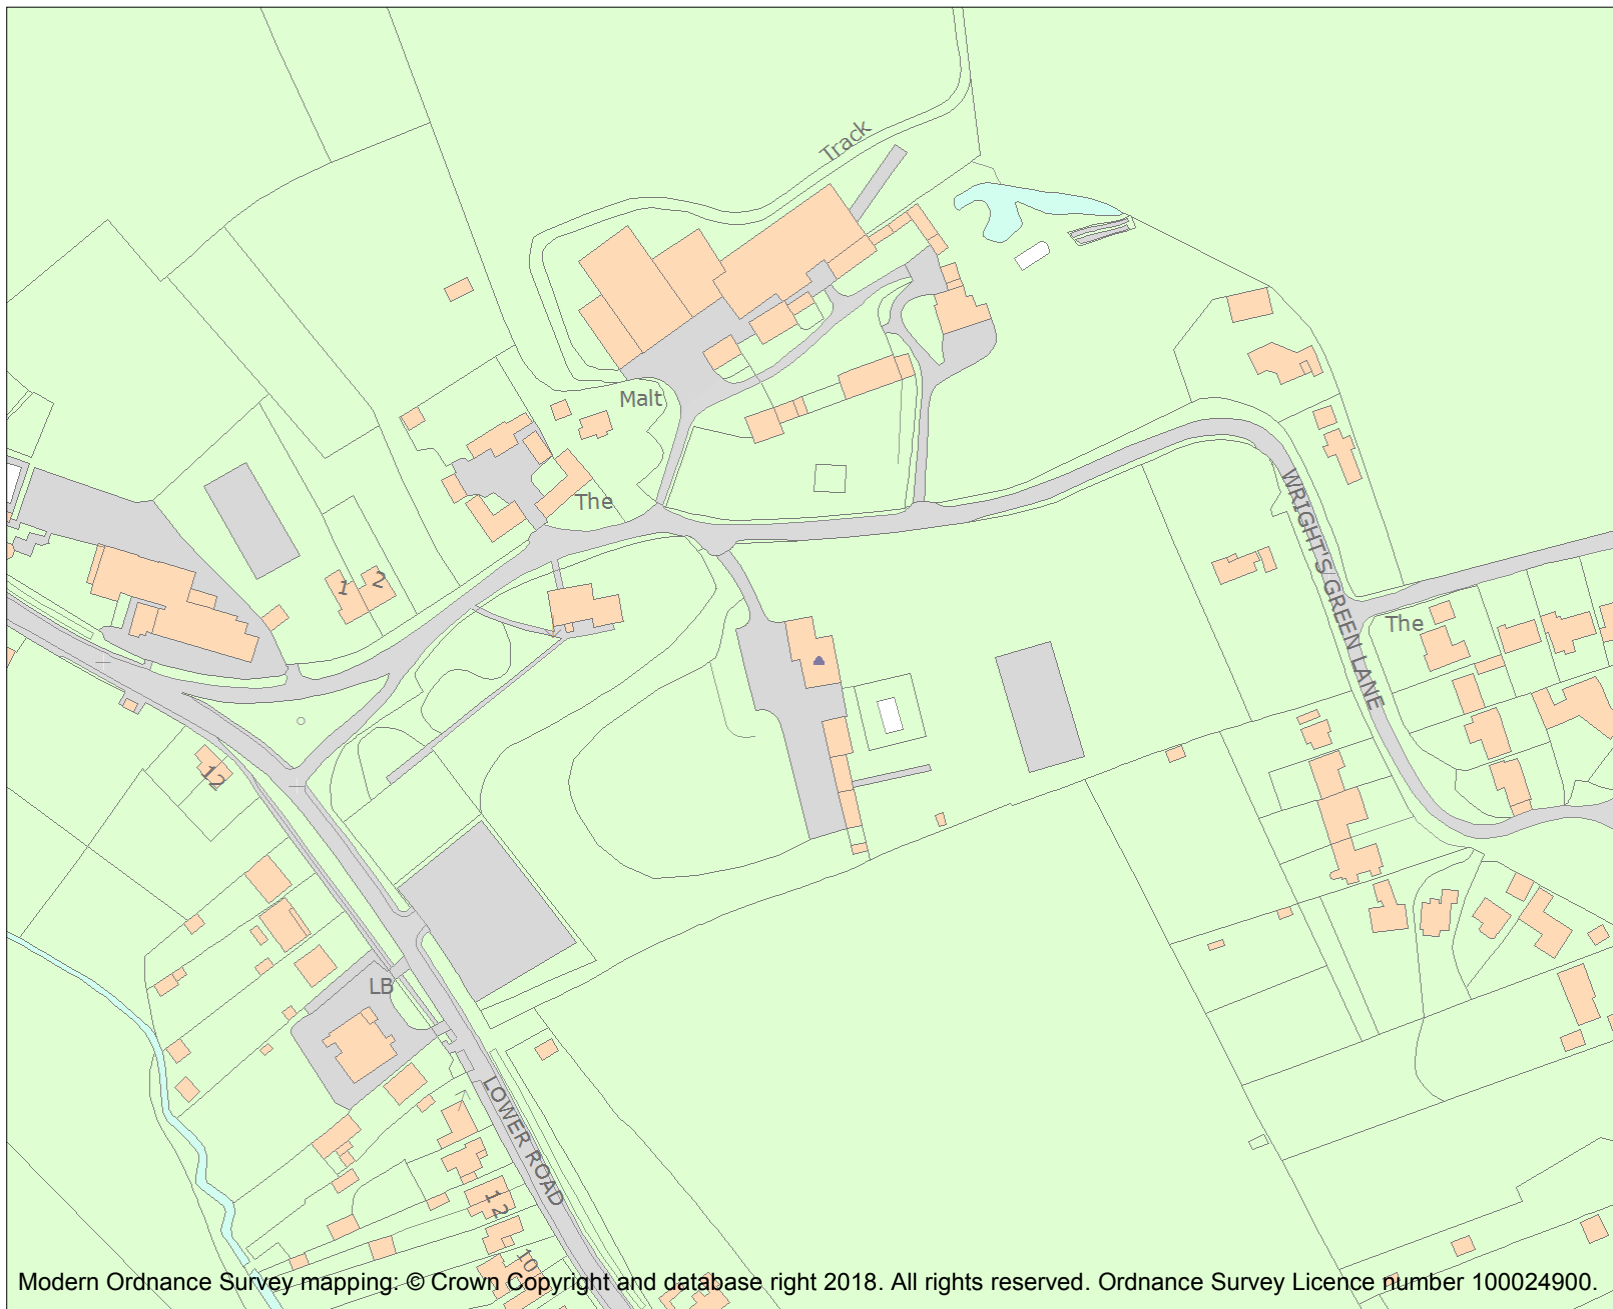 Track
Malt
The
1
2
WRIGHT'S GREEN LANE
The
12
LB
LOWER ROAD
12
10
Modern Ordnance Survey mapping: © Crown Copyright and database right 2018. All rights reserved. Ordnance Survey Licence number 100024900.